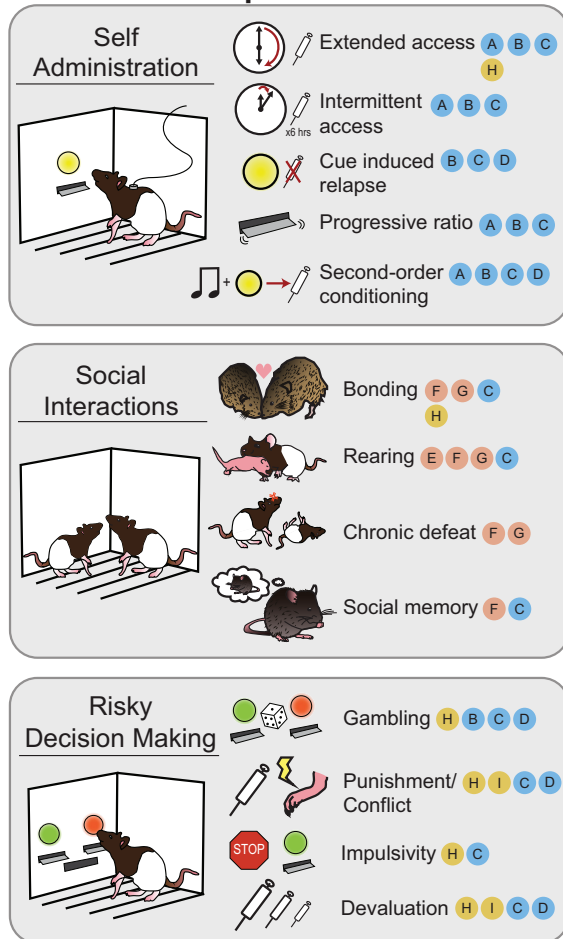 Self
Administration
Extended access A B C
H
x6 hrs
Intermittent A B C
access
Cue induced B C D
relapse
Progressive ratio A B C
Second-order A B C D
conditioning
+
Social
Interactions
Bonding F G C
H
Rearing E F G C
Chronic defeat F G
Social memory F C
Risky
Decision Making
Gambling H B C D
Punishment/ H I C D
Conflict
STOP
Impulsivity H C
Devaluation H I C D